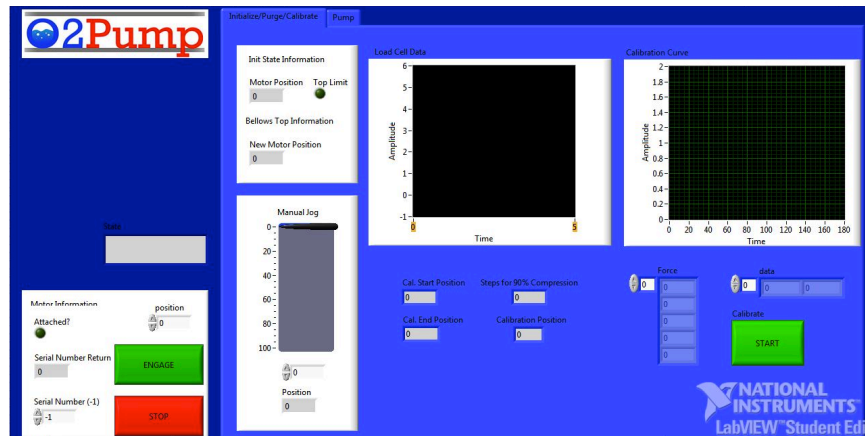 O2Pump
Initialize/Purge/Calibrate Pump
Init State Information
Motor Position Top Limit
0
Bellows Top Information
New Motor Position
0
Load Cell Data
6
5
4
3
2
1
0
-1
Amplitude
0 5
Time
Calibration Curve
2
1.8
1.6
1.4
1.2
1
0.8
0.6
0.4
0.2
0
Amplitude
0 20 40 60 80 100 120 140 160 180
Time
State
Manual Jog
0
20
40
60
80
100
0
Position
0
Cal. Start Position Steps for 90% Compression
0 0
Cal. End Position Calibration Position
0 0
Force
0 0
0
0
0
0
data
0 0 0
Calibrate
START
Motor Information
Attached?
position
0
Serial Number Return
0
ENGAGE
Serial Number (-1)
-1
STOP
NATIONAL
INSTRUMENTS
LabVIEW Student Edi